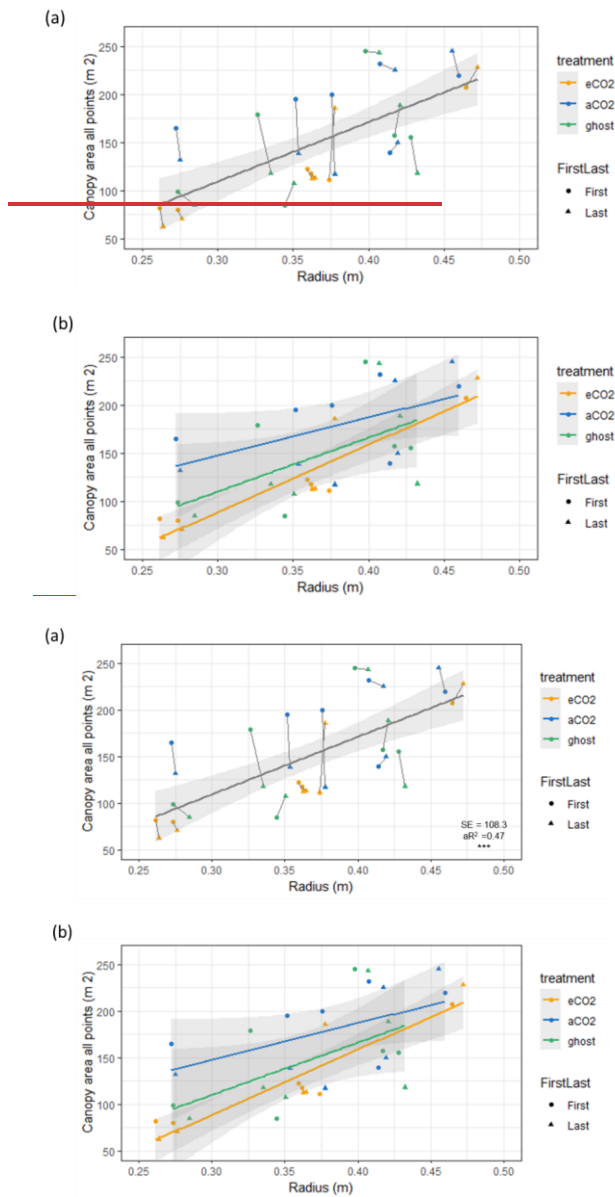 (a)
Canopy area all points (m 2)
250
200
150
100
50
0.25 0.30 0.35 0.40 0.45 0.50
Radius (m)
treatment
eCO2
aCO2
ghost
FirstLast
First
Last
(b)
Canopy area all points (m 2)
250
200
150
100
50
0.25 0.30 0.35 0.40 0.45 0.50
Radius (m)
treatment
eCO2
aCO2
ghost
FirstLast
First
Last
(a)
Canopy area all points (m 2)
250
200
150
100
50
SE = 108.3
aR² =0.47
***
0.25 0.30 0.35 0.40 0.45 0.50
Radius (m)
treatment
eCO2
aCO2
ghost
FirstLast
First
Last
(b)
Canopy area all points (m 2)
250
200
150
100
50
0.25 0.30 0.35 0.40 0.45 0.50
Radius (m)
treatment
eCO2
aCO2
ghost
FirstLast
First
Last